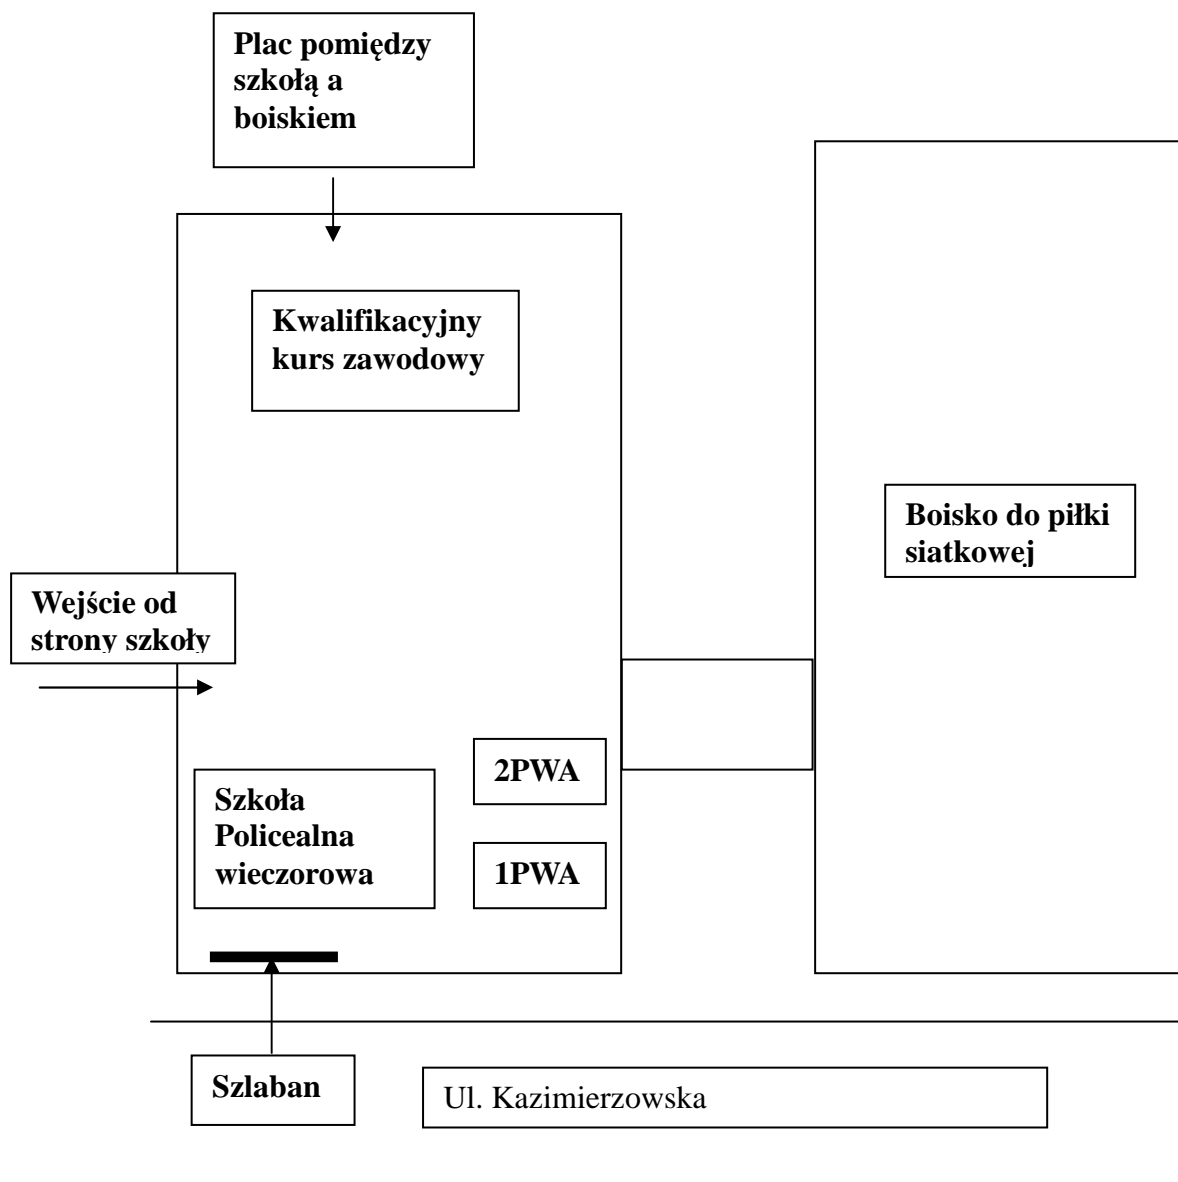 Plac pomiędzy
szkołą a
boiskiem
Kwalifikacyjny
kurs zawodowy
Boisko do piłki
siatkowej
Wejście od
strony szkoły
2PWA
Szkoła
Policealna
wieczorowa
1PWA
Szlaban
Ul. Kazimierzowska